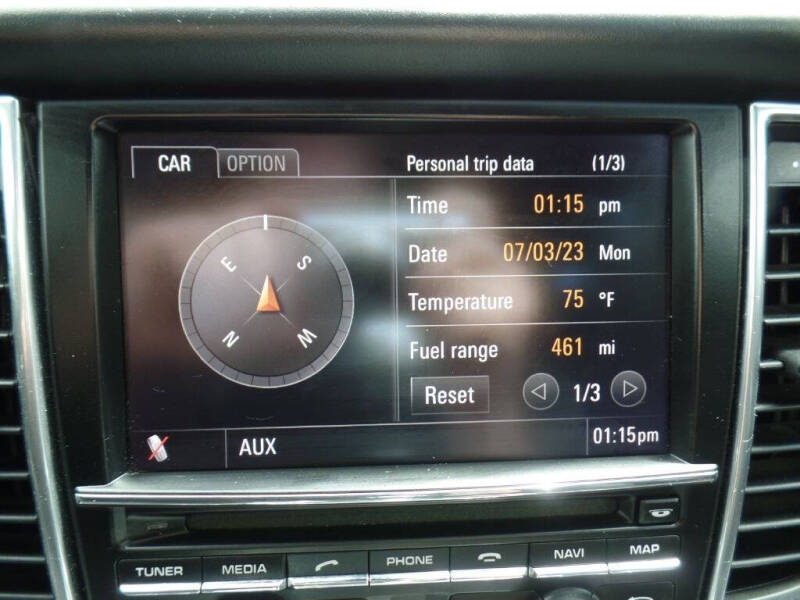 CAR OPTION Personal trip data (1/3)
Time 01:15 pm
E S
Date 07/03/23 Mon
Temperature 75 °F
N W
Fuel range 461 mi
Reset 1/3
AUX 01:15pm
TUNER MEDIA PHONE NAVI MAP